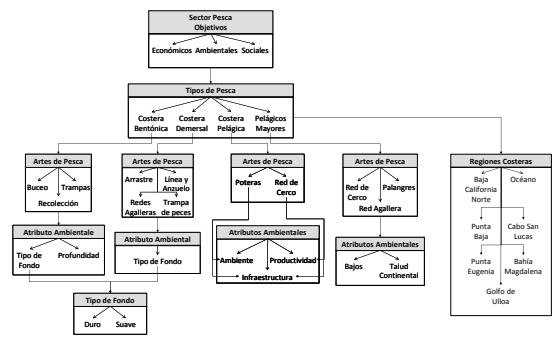 Sector Pesca
Objetivos
Económicos Ambientales Sociales
Tipos de Pesca
Costera Costera Costera Pelágicos
Bentónica Demersal Pelágica Mayores
Artes de Pesca
Buceo Trampas
Recolección
Artes de Pesca
Arrastre Línea y
Anzuelo
Redes Trampa
Agalleras de peces
Artes de Pesca
Poteras Red de
Cerco
Artes de Pesca
Red de Palangres
Cerco
Red Agallera
Regiones Costeras
Baja Océano
California
Norte
Punta Cabo San
Baja Lucas
Punta Bahía
Eugenia Magdalena
Golfo de
Ulloa
Atributo Ambientale
Tipo de Profundidad
Fondo
Atributo Ambiental
Tipo de Fondo
Atributos Ambientales
Ambiente Productividad
Infraestructura
Atributos Ambientales
Bajos Talud
Continental
Tipo de Fondo
Duro Suave